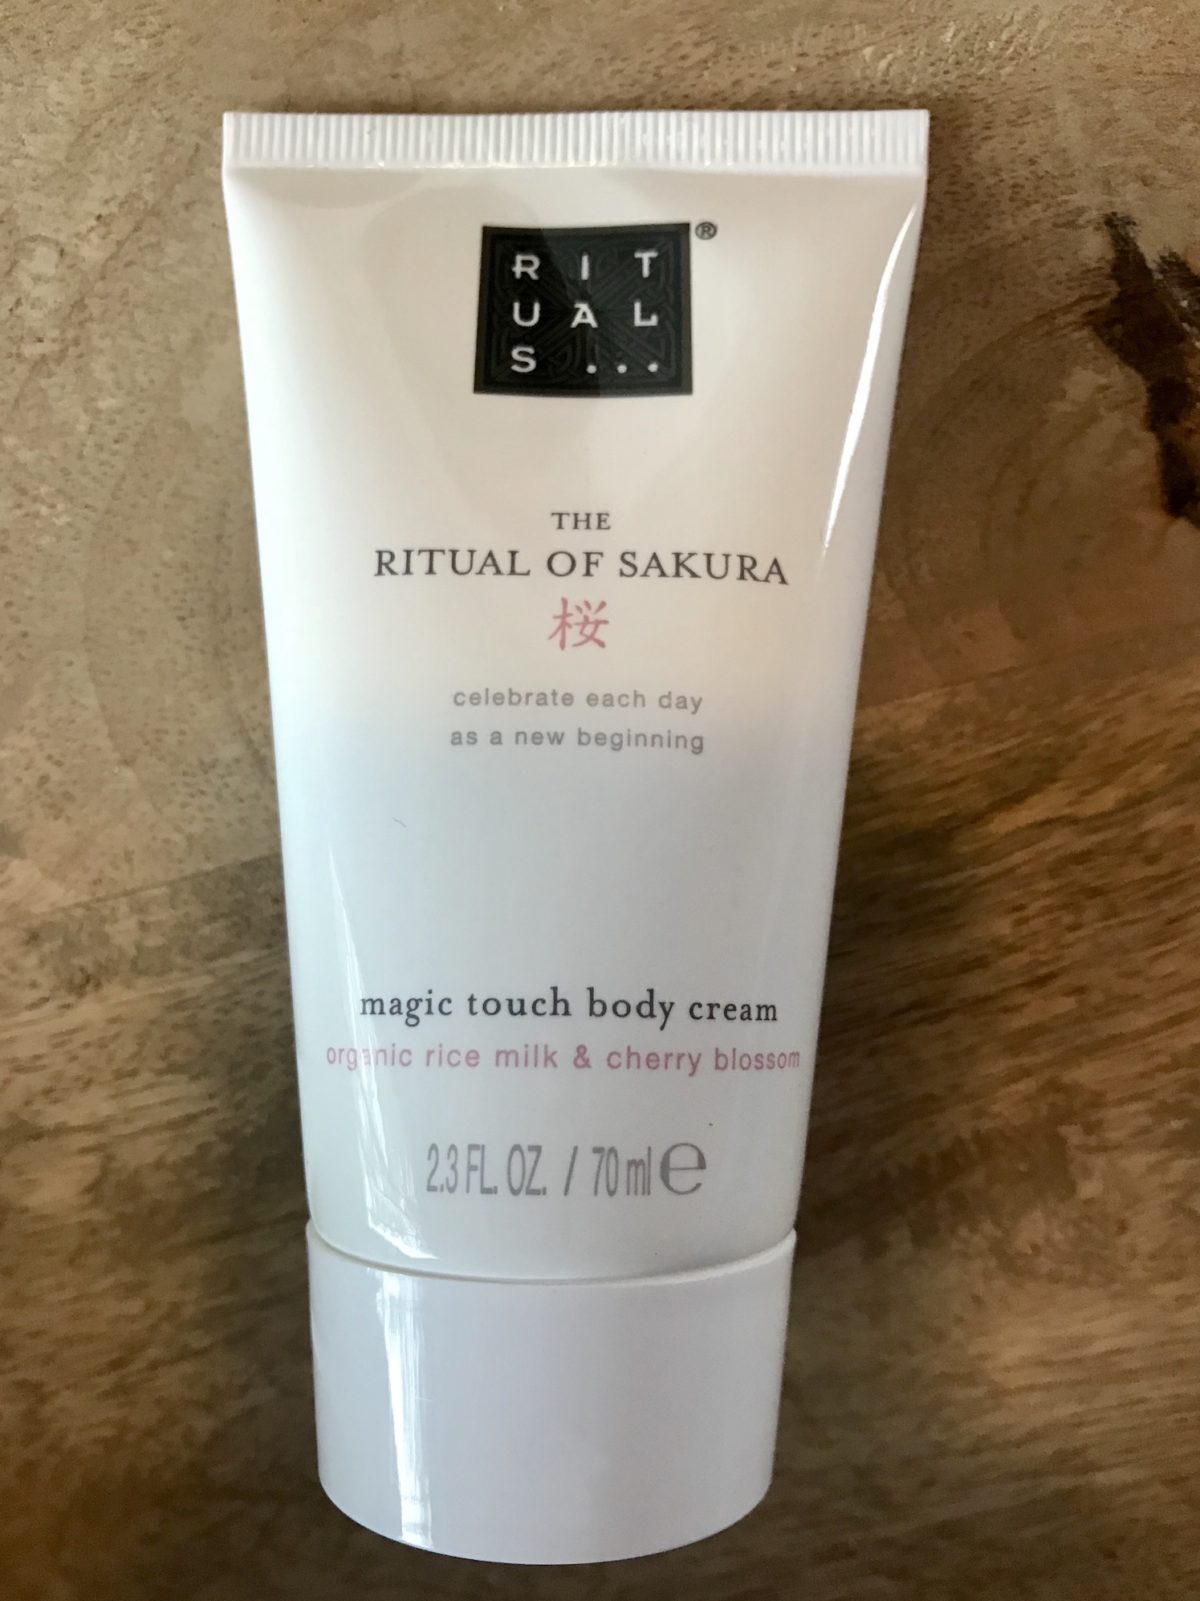 RIT
UAL
S...®
THE
RITUAL OF SAKURA
桜
celebrate each day
as a new beginning
magic touch body cream
organic rice milk & cherry blossom
2.3 FL. OZ. / 70 ml ℮